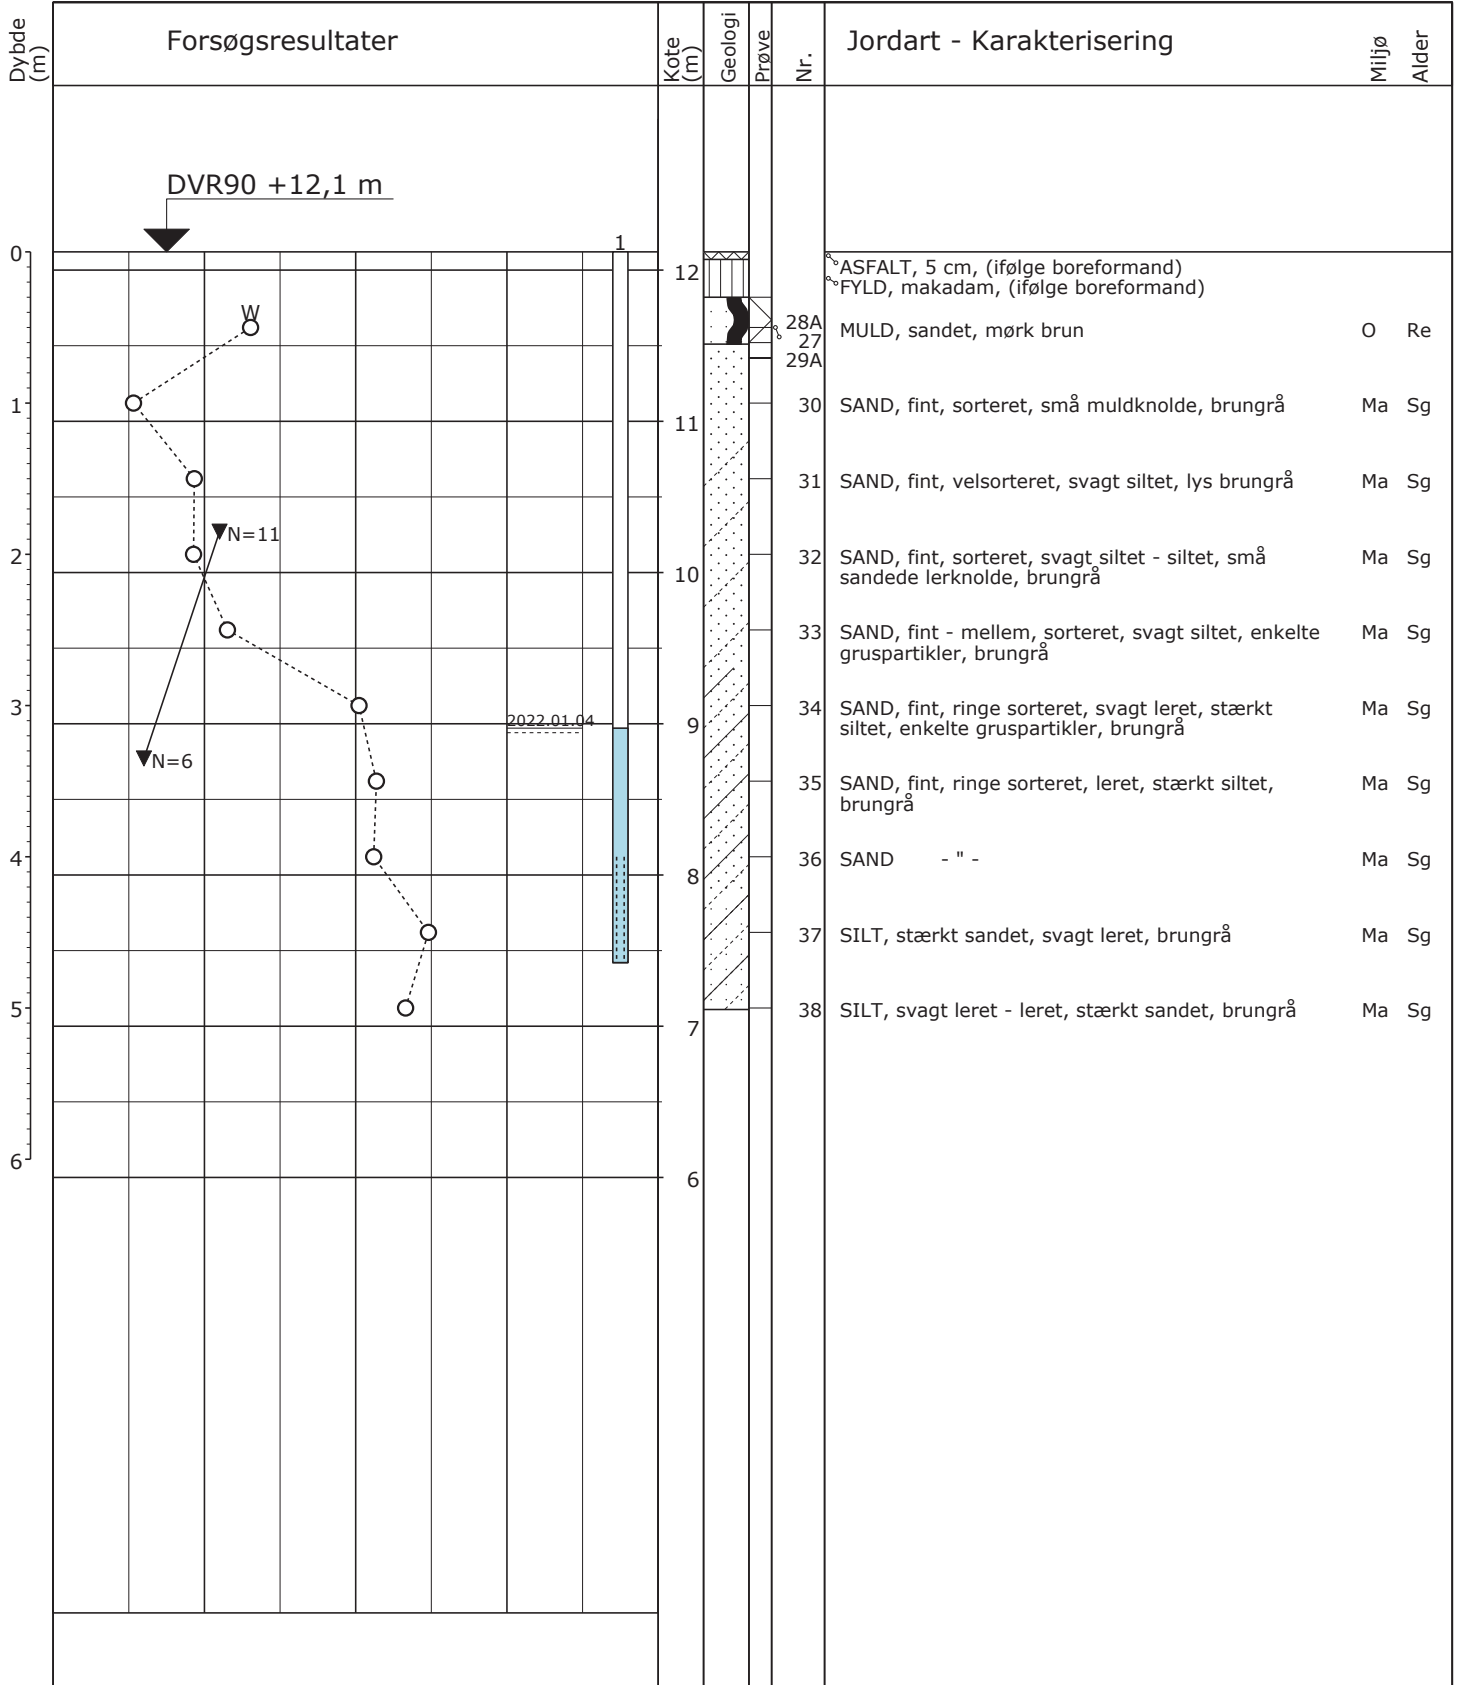 Dybde
(m)
Forsøgsresultater
Kote
(m)
Geologi
Prøve
Nr.
Jordart - Karakterisering
Miljø
Alder
DVR90 +12,1 m
0
1
12
ASFALT, 5 cm, (ifølge boreformand)
FYLD, makadam, (ifølge boreformand)
W
28A
MULD, sandet, mørk brun O Re
27
29A
1
30 SAND, fint, sorteret, små muldknolde, brungrå Ma Sg
11
31 SAND, fint, velsorteret, svagt siltet, lys brungrå Ma Sg
N=11
2
32 SAND, fint, sorteret, svagt siltet - siltet, små Ma Sg
sandede lerknolde, brungrå
10
33 SAND, fint - mellem, sorteret, svagt siltet, enkelte Ma Sg
gruspartikler, brungrå
3
34 SAND, fint, ringe sorteret, svagt leret, stærkt Ma Sg
siltet, enkelte gruspartikler, brungrå
2022.01.04
9
N=6
35 SAND, fint, ringe sorteret, leret, stærkt siltet, Ma Sg
brungrå
4
36 SAND - " - Ma Sg
8
37 SILT, stærkt sandet, svagt leret, brungrå Ma Sg
5
38 SILT, svagt leret - leret, stærkt sandet, brungrå Ma Sg
7
6
6